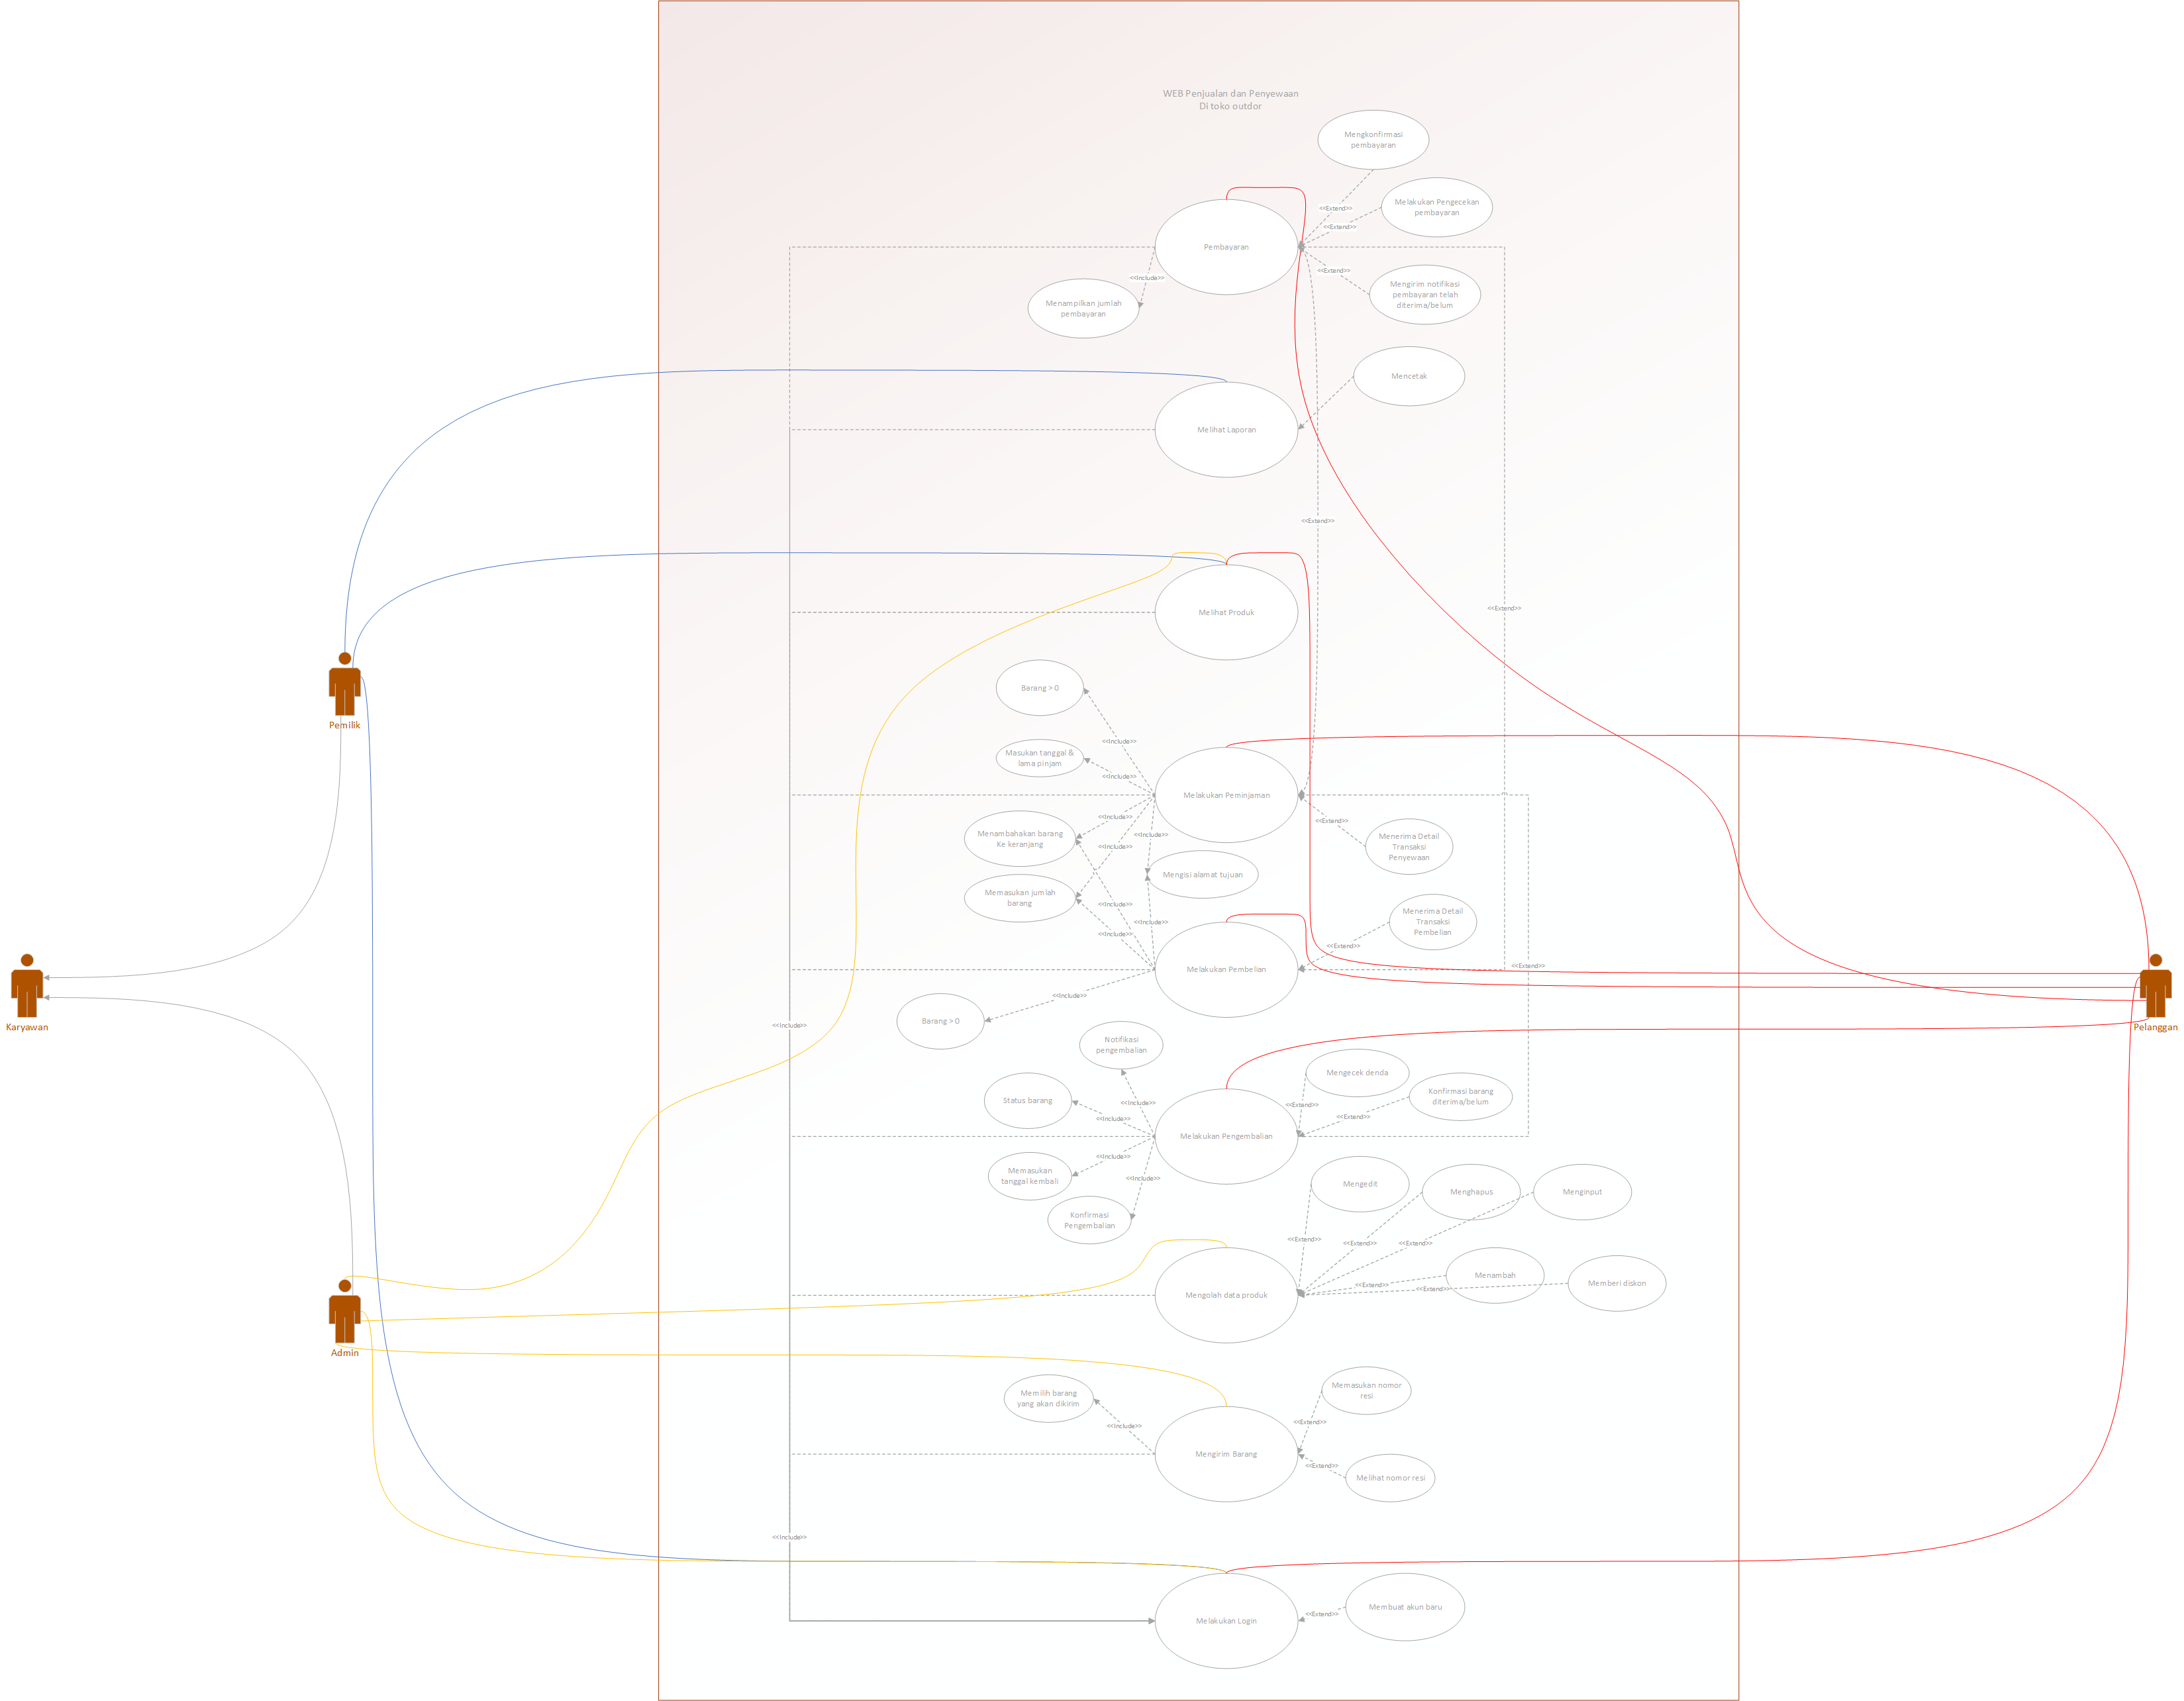 WEB Penjualan dan Penyewaan
Di toko outdor
Mengkonfirmasi
pembayaran
Melakukan Pengecekan
pembayaran
<<Extend>>
<<Extend>>
Pembayaran
<<Extend>>
<<Include>>
Mengirim notifikasi
pembayaran telah
diterima/belum
Menampilkan jumlah
pembayaran
Mencetak
Melihat Laporan
<<Extend>>
<<Extend>>
Melihat Produk
Barang > 0
Pemilik
<<Include>>
Masukan tanggal &
lama pinjam
<<Include>>
Melakukan Peminjaman
<<Include>>
<<Extend>>
Menambahakan barang
Ke keranjang
<<Include>>
<<Include>>
Menerima Detail
Transaksi
Penyewaan
Mengisi alamat tujuan
Memasukan jumlah
barang
<<Include>>
<<Include>>
<<Include>>
Menerima Detail
Transaksi
Pembelian
<<Extend>>
<<Extend>>
Melakukan Pembelian
<<Include>>
Barang > 0
<<Include>>
Karyawan
Pelanggan
Notifikasi
pengembalian
Mengecek denda
Status barang
<<Include>>
<<Include>>
<<Extend>>
<<Extend>>
Konfirmasi barang
diterima/belum
Melakukan Pengembalian
<<Include>>
<<Include>>
Memasukan
tanggal kembali
Konfirmasi
Pengembalian
Mengedit
Menghapus
Menginput
<<Extend>>
<<Extend>>
<<Extend>>
Menambah
Memberi diskon
<<Extend>>
<<Extend>>
Mengolah data produk
Admin
Memilih barang
yang akan dikirim
<<Include>>
Memasukan nomor
resi
<<Extend>>
Mengirim Barang
<<Extend>>
Melihat nomor resi
<<Include>>
Melakukan Login
<<Extend>>
Membuat akun baru